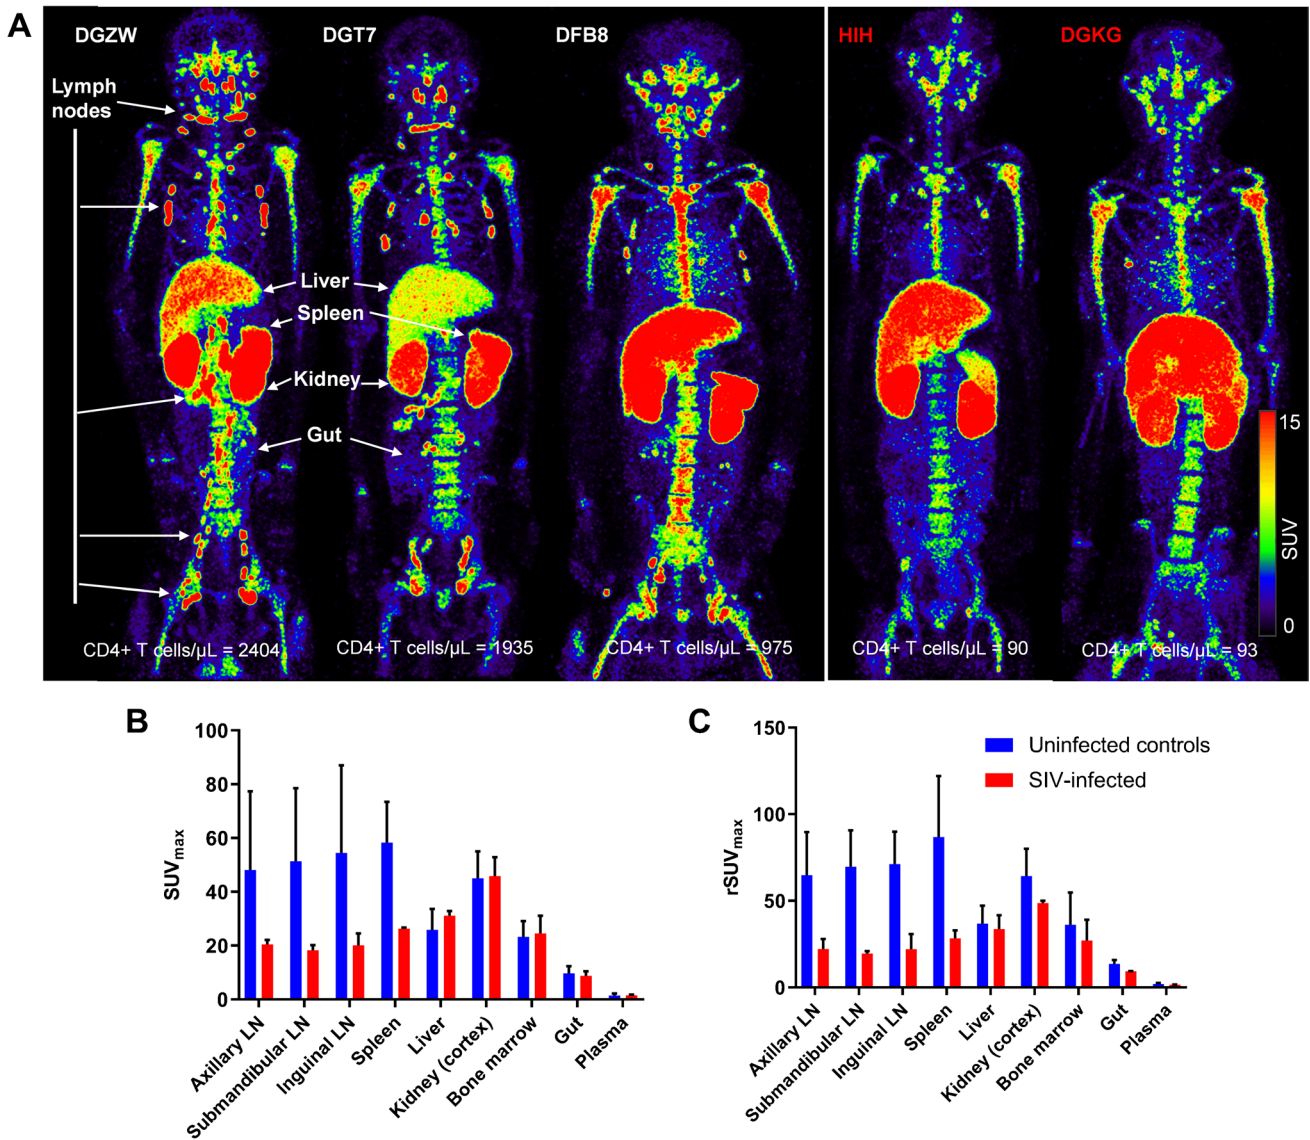 A
DGZW
DGT7
DFB8
HIH
DGKG
Lymph
nodes
Liver
Spleen
Kidney
Gut
15
SUV
0
CD4+ T cells/μL = 2404
CD4+ T cells/μL = 1935
CD4+ T cells/μL = 975
CD4+ T cells/μL = 90
CD4+ T cells/μL = 93
B
100
80
60
40
20
0
SUVmax
Axillary LN
Submandibular LN
Inguinal LN
Spleen
Liver
Kidney (cortex)
Bone marrow
Gut
Plasma
C
150
100
50
0
rSUVmax
Uninfected controls
SIV-infected
Axillary LN
Submandibular LN
Inguinal LN
Spleen
Liver
Kidney (cortex)
Bone marrow
Gut
Plasma